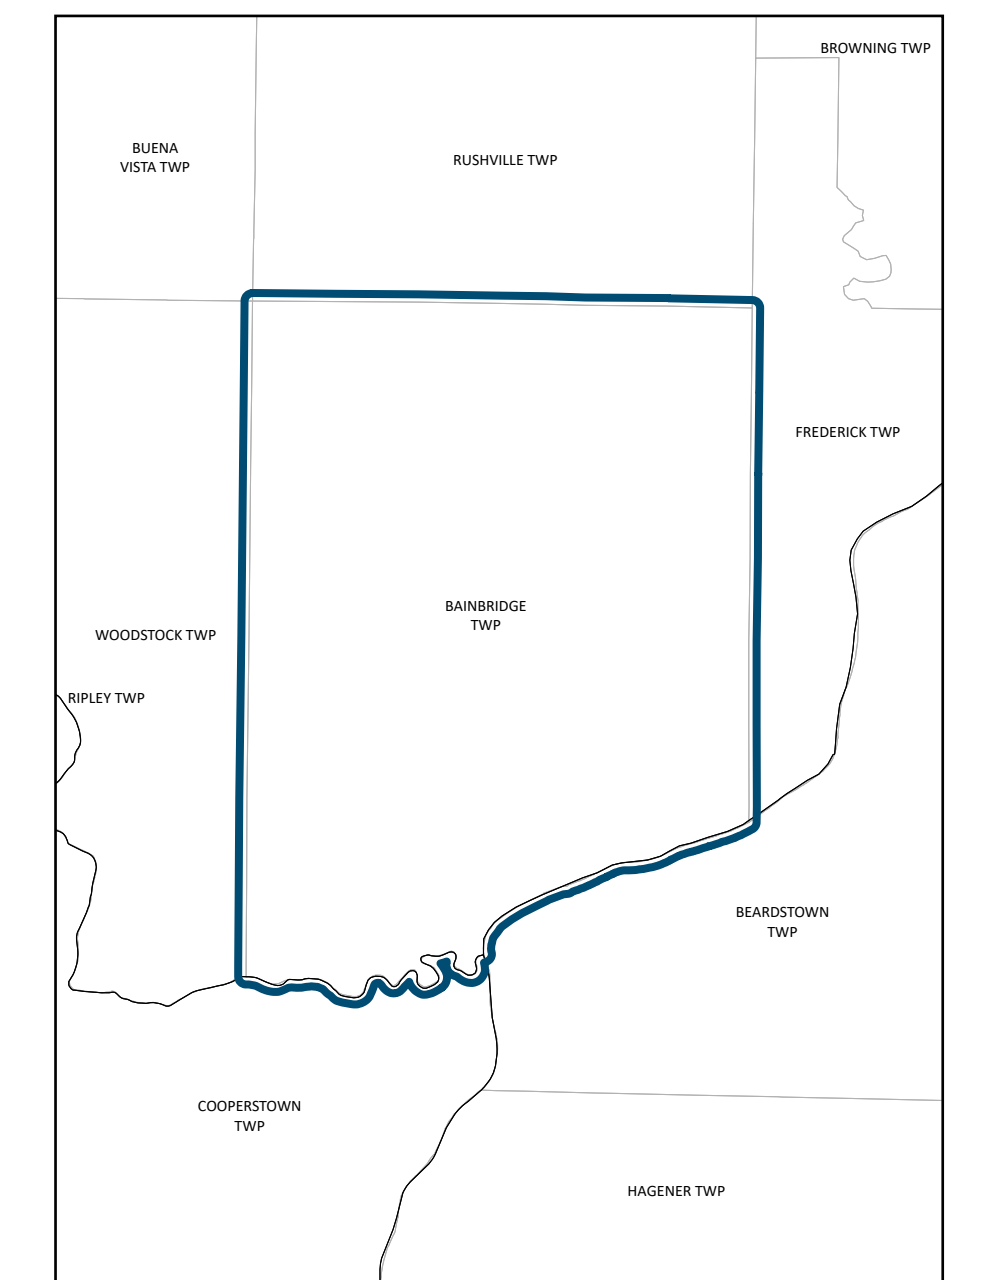 BROWNING TWP
BUENA
VISTA TWP
RUSHVILLE TWP
FREDERICK TWP
BAINBRIDGE
TWP
WOODSTOCK TWP
RIPLEY TWP
BEARDSTOWN
TWP
COOPERSTOWN
TWP
HAGENER TWP